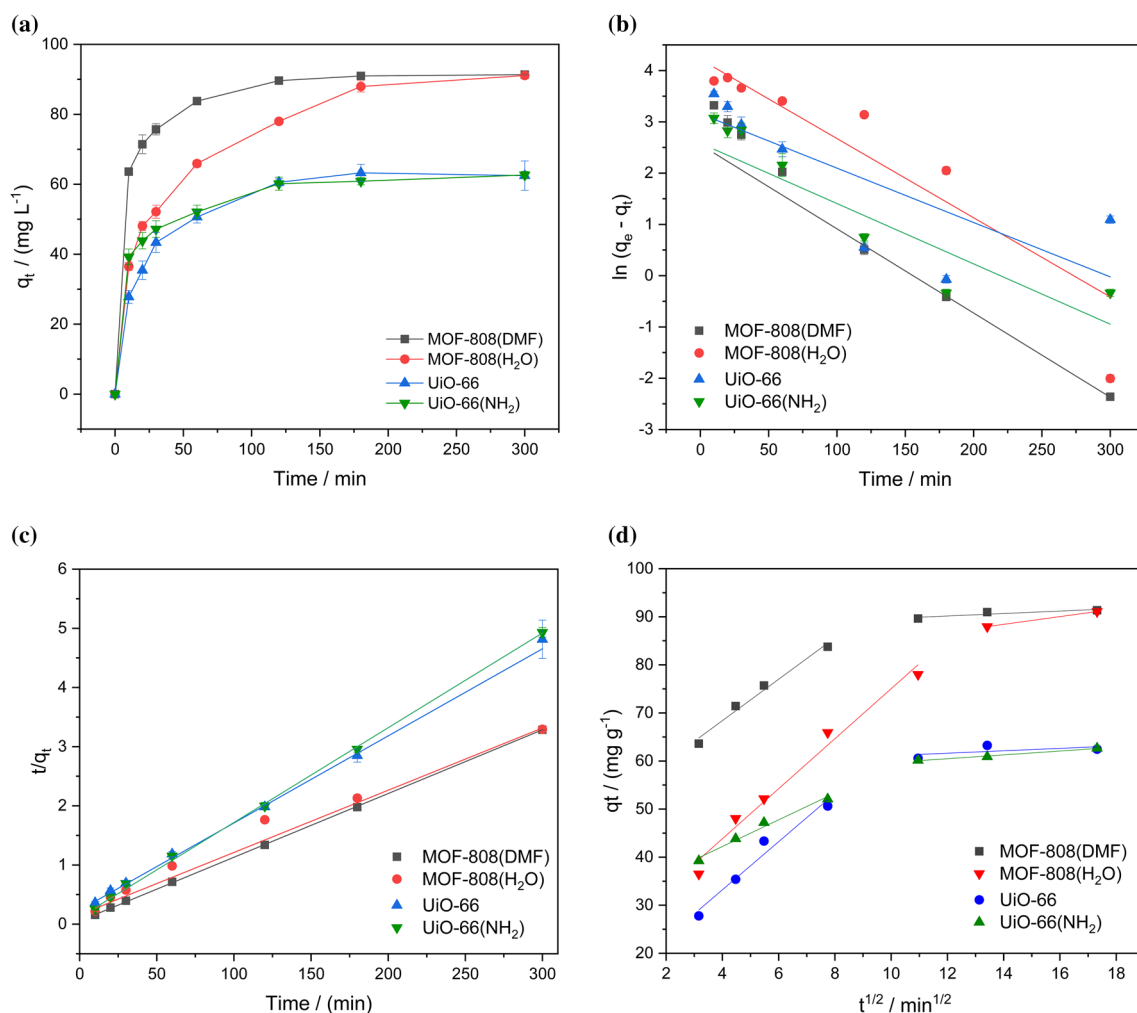 (a)
100
80
60
40
20
0
q_t / (mg L⁻¹)
MOF-808(DMF)
MOF-808(H₂O)
UiO-66
UiO-66(NH₂)
0 50 100 150 200 250 300
Time / min
(b)
5
4
3
2
1
0
-1
-2
-3
ln (q_e - q_t)
MOF-808(DMF)
MOF-808(H₂O)
UiO-66
UiO-66(NH₂)
0 50 100 150 200 250 300
Time / min
(c)
6
5
4
3
2
1
0
t/q_t
MOF-808(DMF)
MOF-808(H₂O)
UiO-66
UiO-66(NH₂)
0 50 100 150 200 250 300
Time / (min)
(d)
100
90
80
70
60
50
40
30
20
qt / (mg g⁻¹)
MOF-808(DMF)
MOF-808(H₂O)
UiO-66
UiO-66(NH₂)
2 4 6 8 10 12 14 16 18
t^1/2 / min^1/2